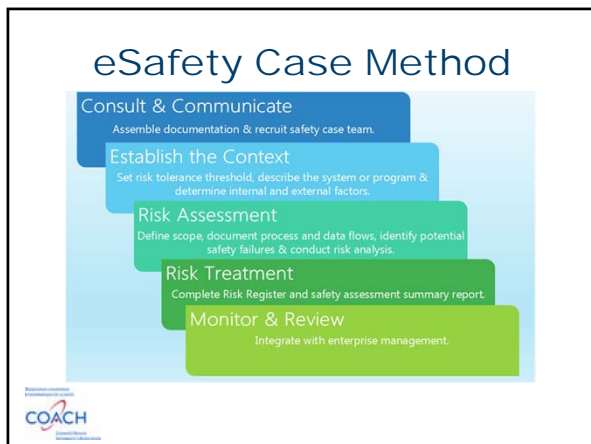 eSafety Case Method
Consult & Communicate
Assemble documentation & recruit safety case team.
Establish the Context
Set risk tolerance threshold, describe the system or program &
determine internal and external factors.
Risk Assessment
Define scope, document process and data flows, identify potential
safety failures & conduct risk analysis.
Risk Treatment
Complete Risk Register and safety assessment summary report.
Monitor & Review
Integrate with enterprise management.
COACH